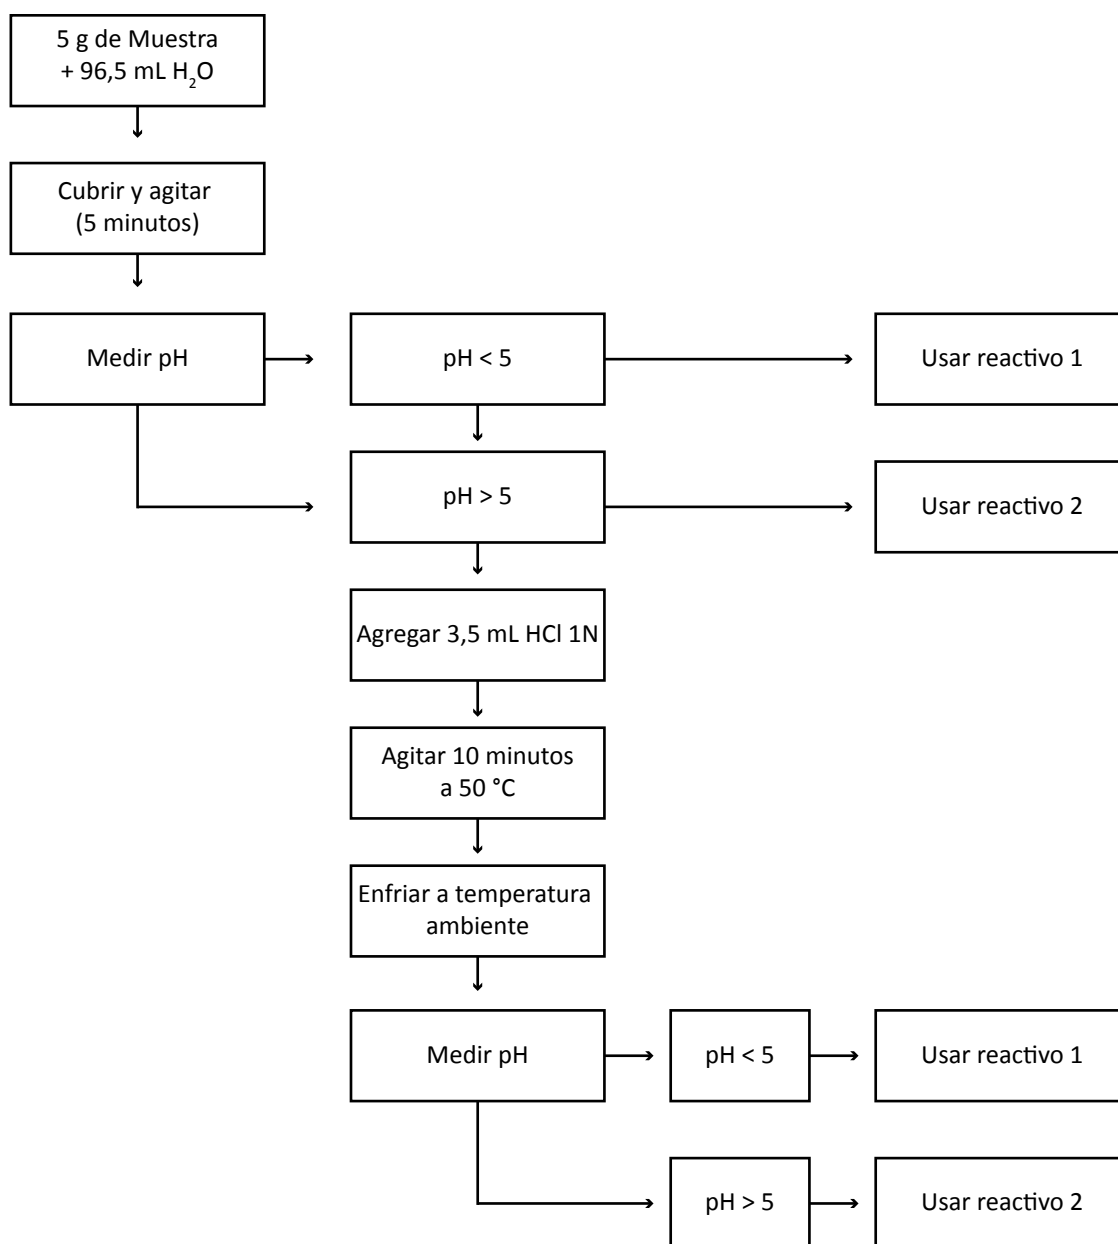 5 g de Muestra
+ 96,5 mL H₂O
Cubrir y agitar
(5 minutos)
Medir pH
pH < 5
Usar reactivo 1
pH > 5
Usar reactivo 2
Agregar 3,5 mL HCl 1N
Agitar 10 minutos
a 50 °C
Enfriar a temperatura
ambiente
Medir pH
pH < 5
Usar reactivo 1
pH > 5
Usar reactivo 2